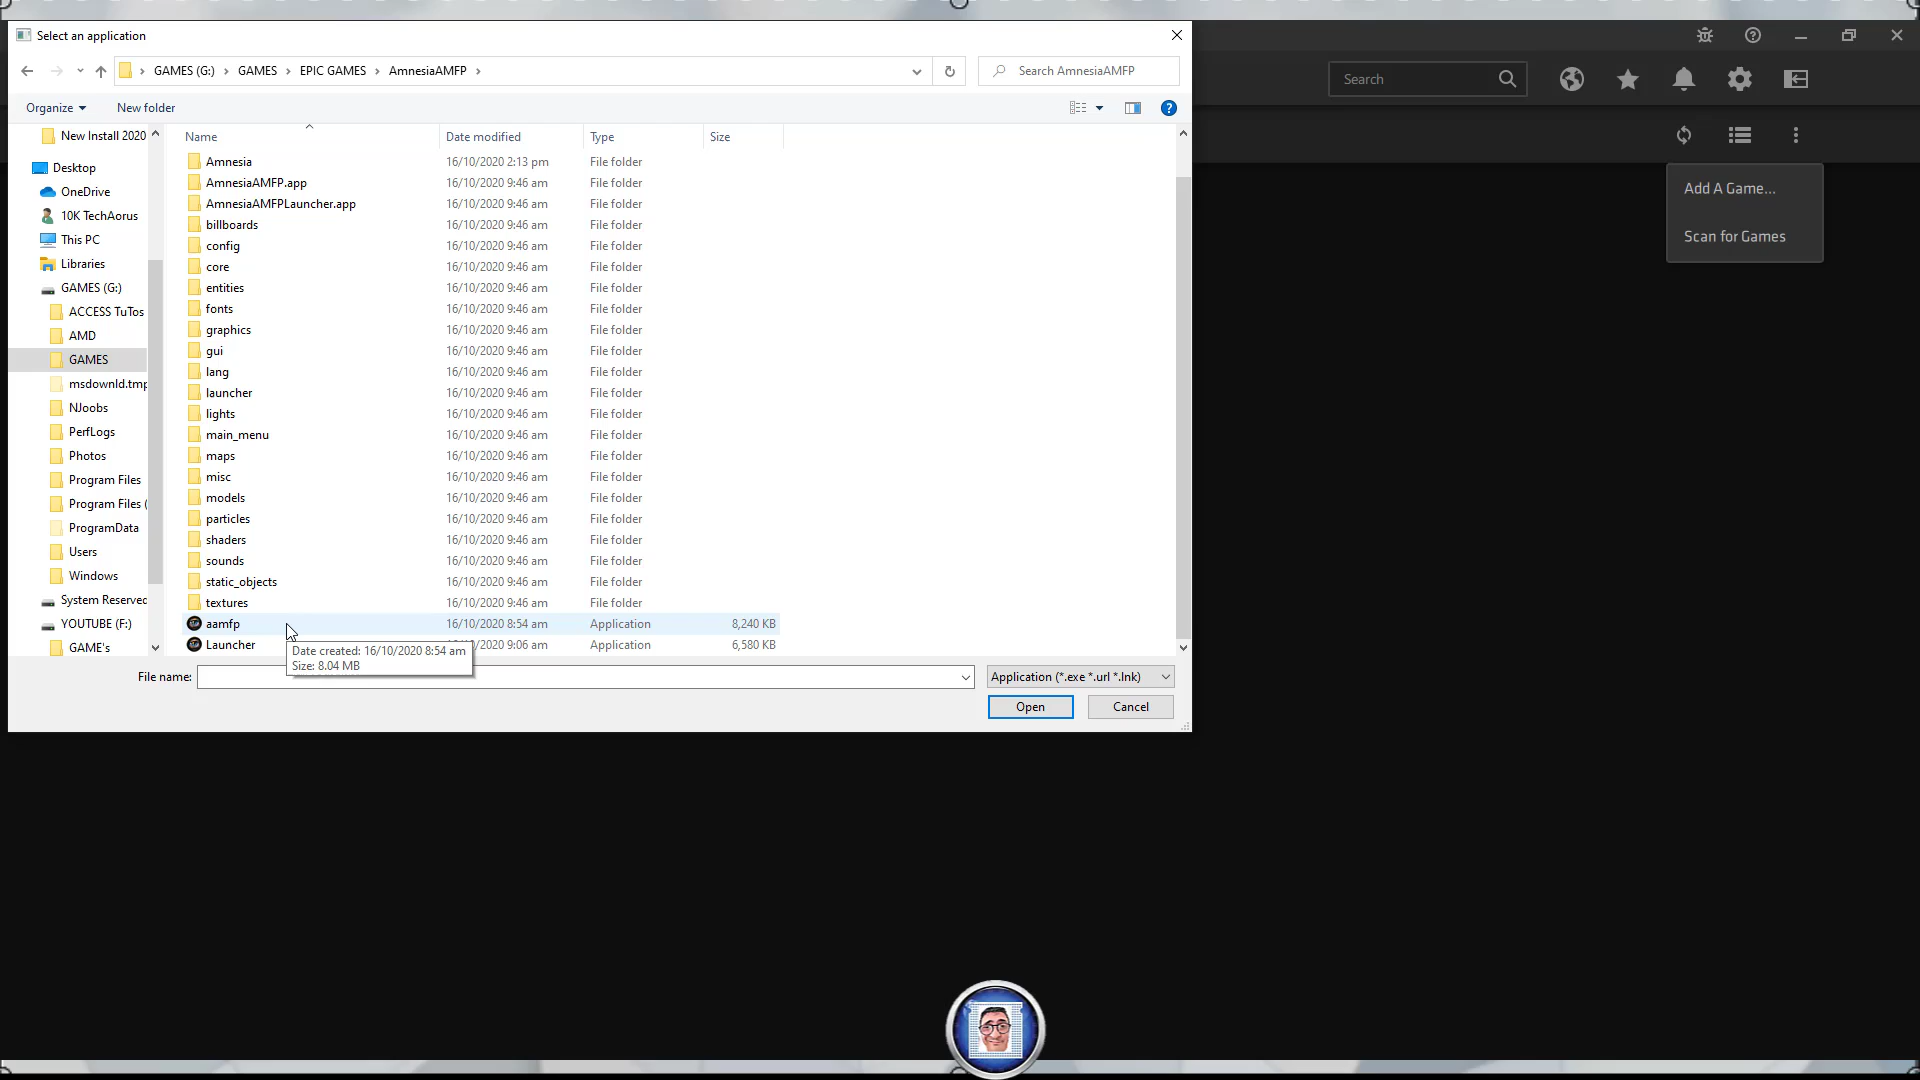 Select an application
GAMES (G:) > GAMES > EPIC GAMES > AmnesiaAMFP >
Search AmnesiaAMFP
Search
Organize
New folder
Add A Game...
Scan for Games
New Install 2020
Desktop
OneDrive
10K TechAorus
This PC
Libraries
GAMES (G:)
ACCESS TuTos
AMD
GAMES
msdownld.tmp
NJoobs
PerfLogs
Photos
Program Files
Program Files (
ProgramData
Users
Windows
System Reserved
YOUTUBE (F:)
GAME's
Name Date modified Type Size
Amnesia 16/10/2020 2:13 pm File folder
AmnesiaAMFP.app 16/10/2020 9:46 am File folder
AmnesiaAMFPLauncher.app 16/10/2020 9:46 am File folder
billboards 16/10/2020 9:46 am File folder
config 16/10/2020 9:46 am File folder
core 16/10/2020 9:46 am File folder
entities 16/10/2020 9:46 am File folder
fonts 16/10/2020 9:46 am File folder
graphics 16/10/2020 9:46 am File folder
gui 16/10/2020 9:46 am File folder
lang 16/10/2020 9:46 am File folder
launcher 16/10/2020 9:46 am File folder
lights 16/10/2020 9:46 am File folder
main_menu 16/10/2020 9:46 am File folder
maps 16/10/2020 9:46 am File folder
misc 16/10/2020 9:46 am File folder
models 16/10/2020 9:46 am File folder
particles 16/10/2020 9:46 am File folder
shaders 16/10/2020 9:46 am File folder
sounds 16/10/2020 9:46 am File folder
static_objects 16/10/2020 9:46 am File folder
textures 16/10/2020 9:46 am File folder
aamfp 16/10/2020 8:54 am Application 8,240 KB
Launcher /2020 9:06 am Application 6,580 KB
Date created: 16/10/2020 8:54 am
Size: 8.04 MB
File name:
Application (*.exe *.url *.lnk)
Open
Cancel